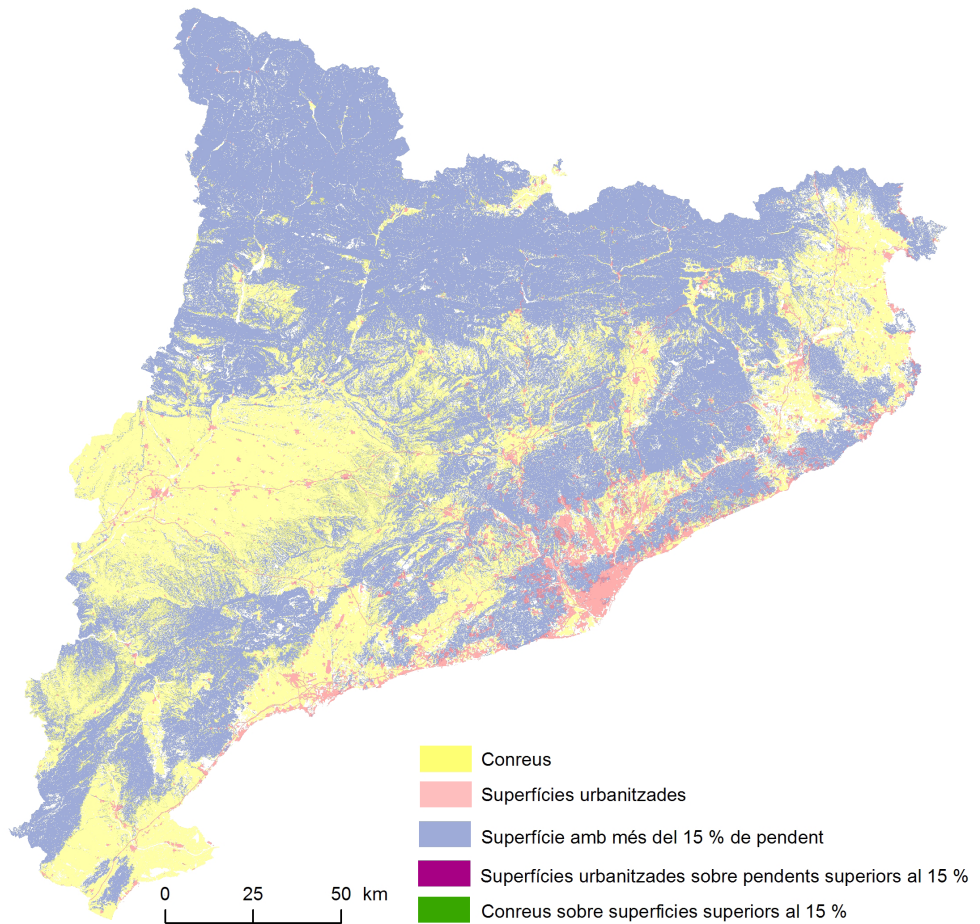 Conreus
Superfícies urbanitzades
Superfície amb més del 15 % de pendent
Superfícies urbanitzades sobre pendents superiors al 15 %
Conreus sobre superficies superiors al 15 %
0 25 50 km